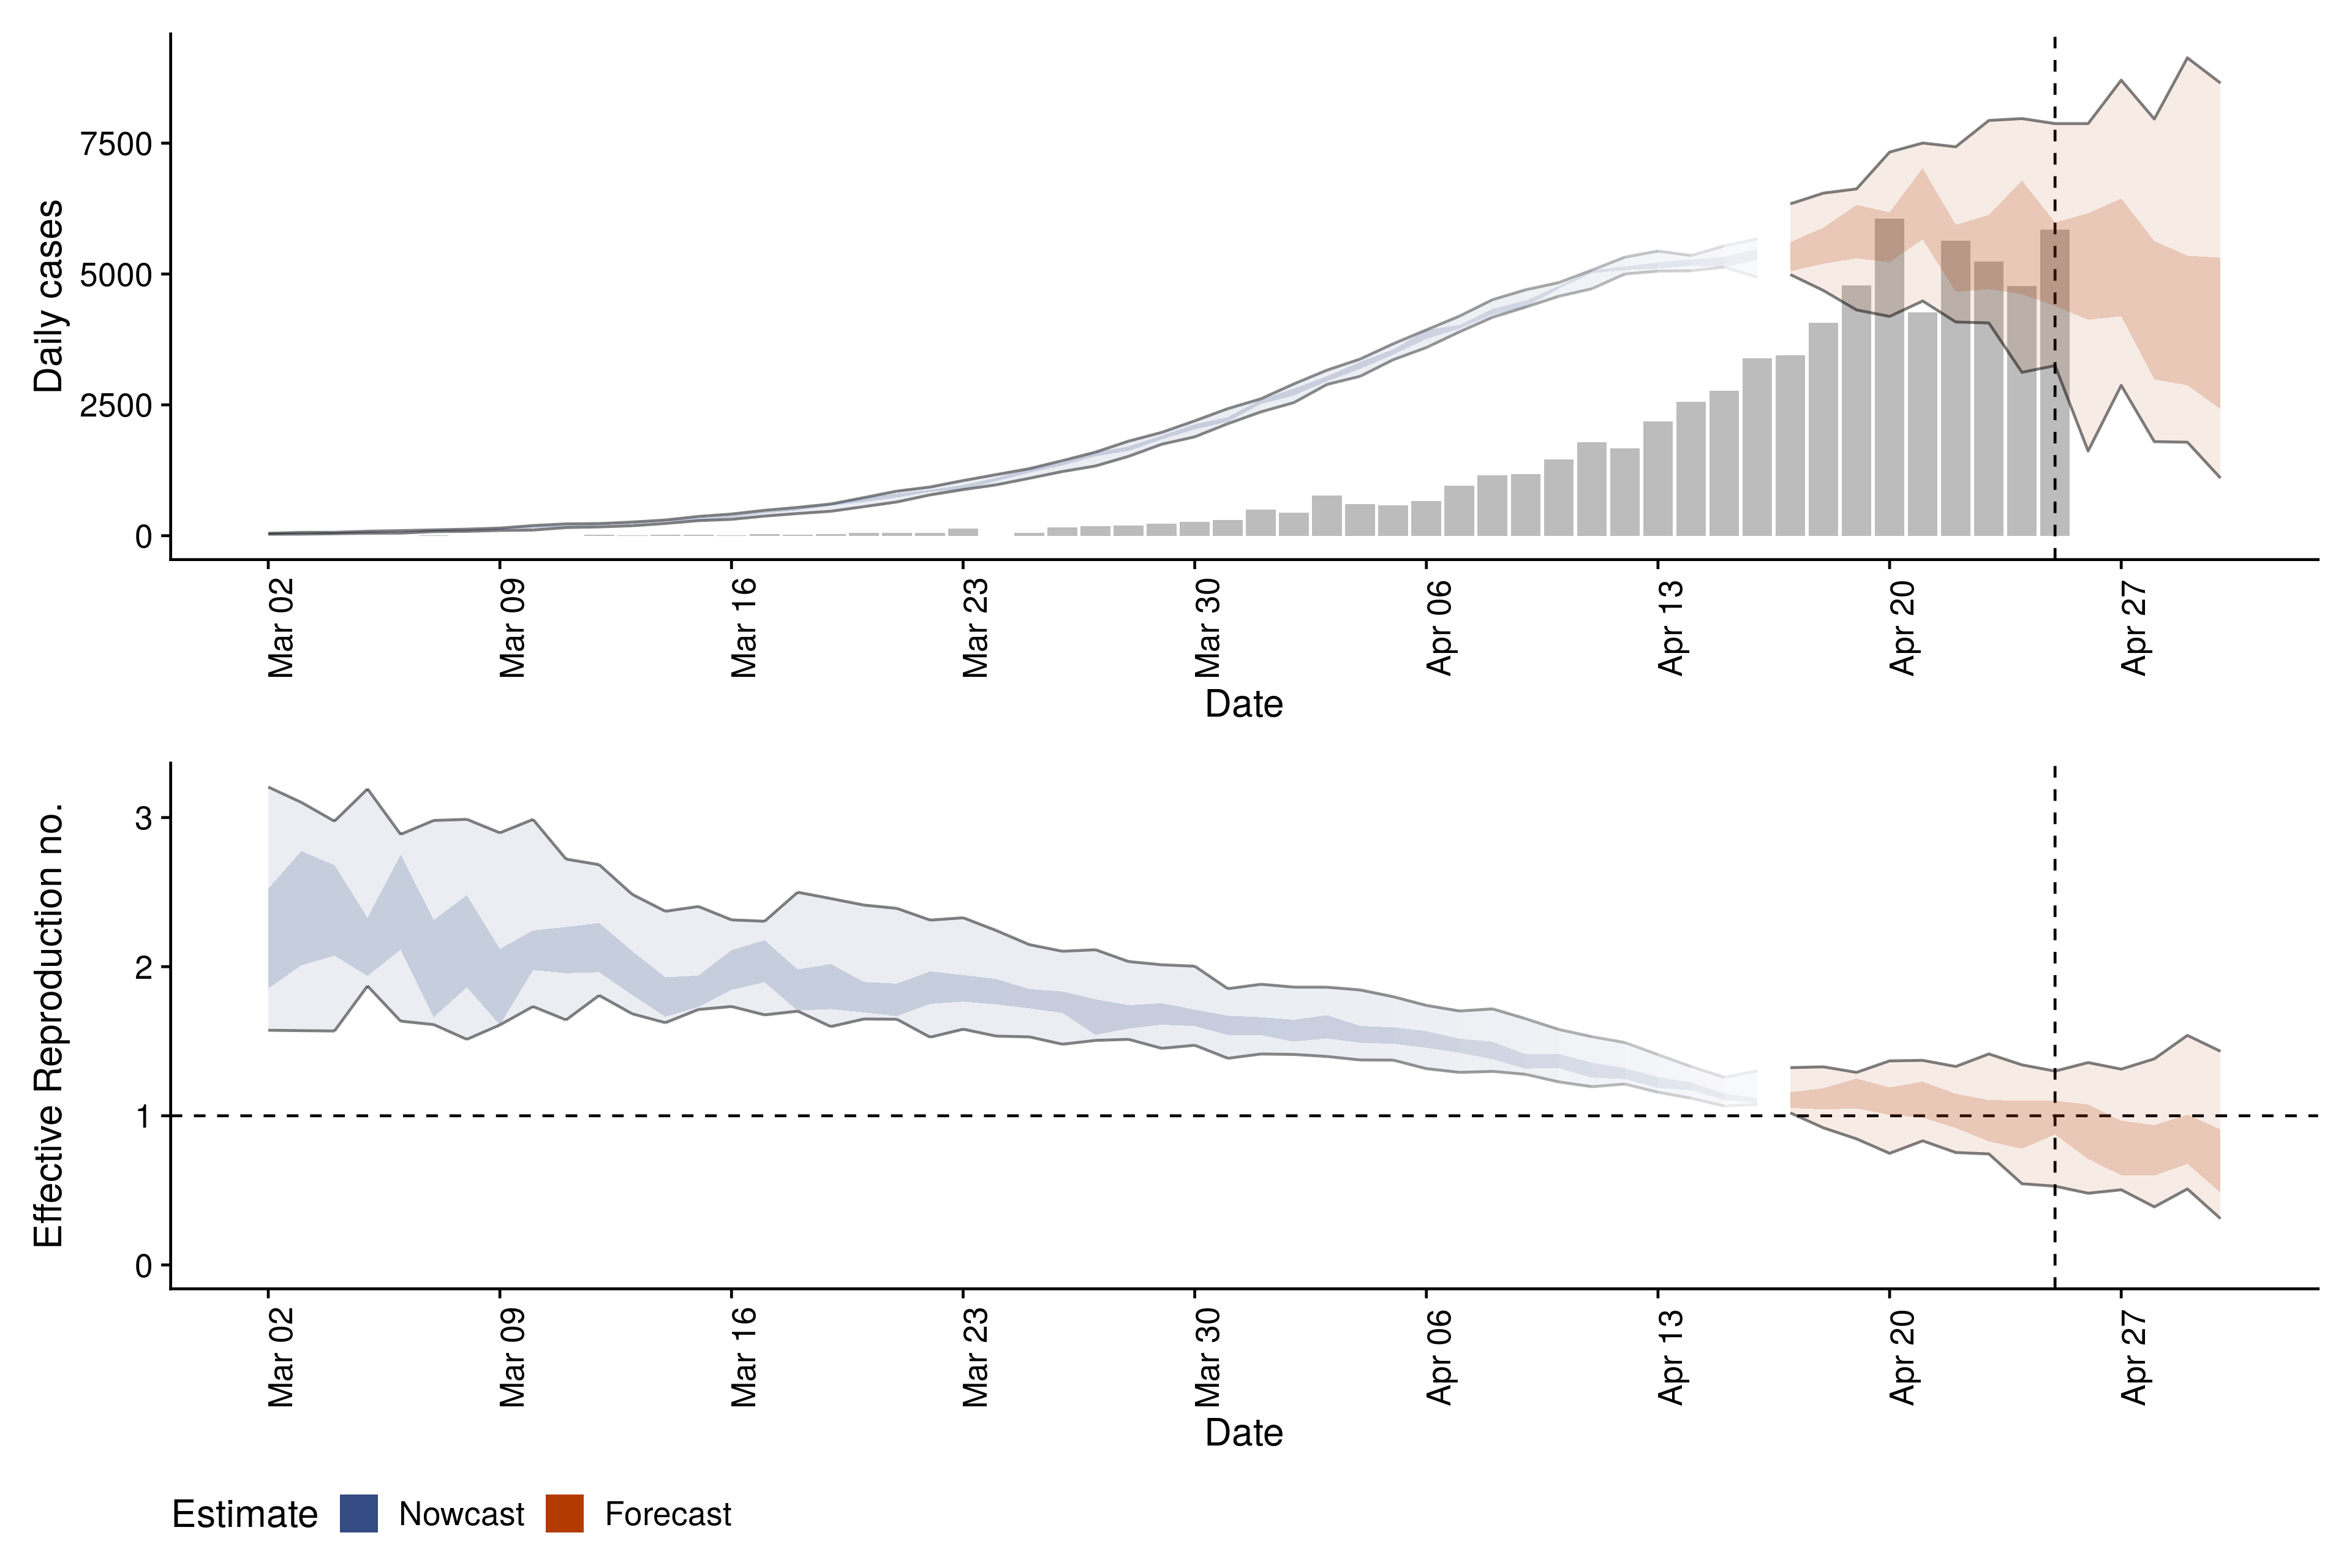 Daily cases
7500
5000
2500
0
Mar 02
Mar 09
Mar 16
Mar 23
Mar 30
Apr 06
Apr 13
Apr 20
Apr 27
Date
Effective Reproduction no.
3
2
1
0
Mar 02
Mar 09
Mar 16
Mar 23
Mar 30
Apr 06
Apr 13
Apr 20
Apr 27
Date
Estimate Nowcast Forecast